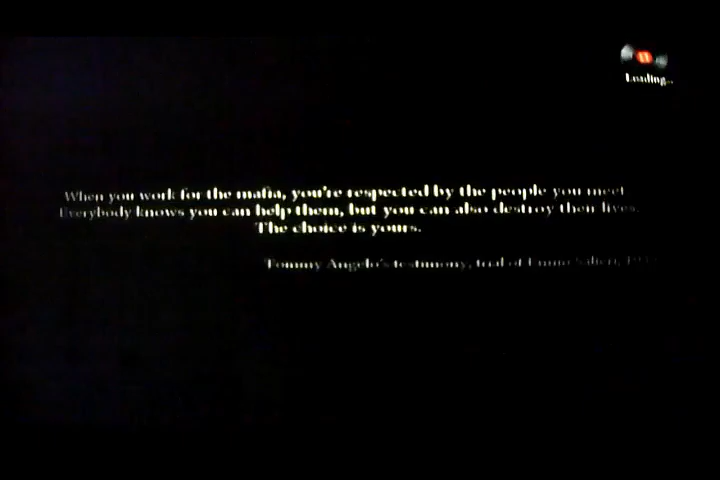 Loading...
When you work for the mafia, you're respected by the people you meet
Everybody knows you can help them, but you can also destroy their lives.
The choice is yours.
Tommy Angelo's testimony, trial of Ennio Salieri,